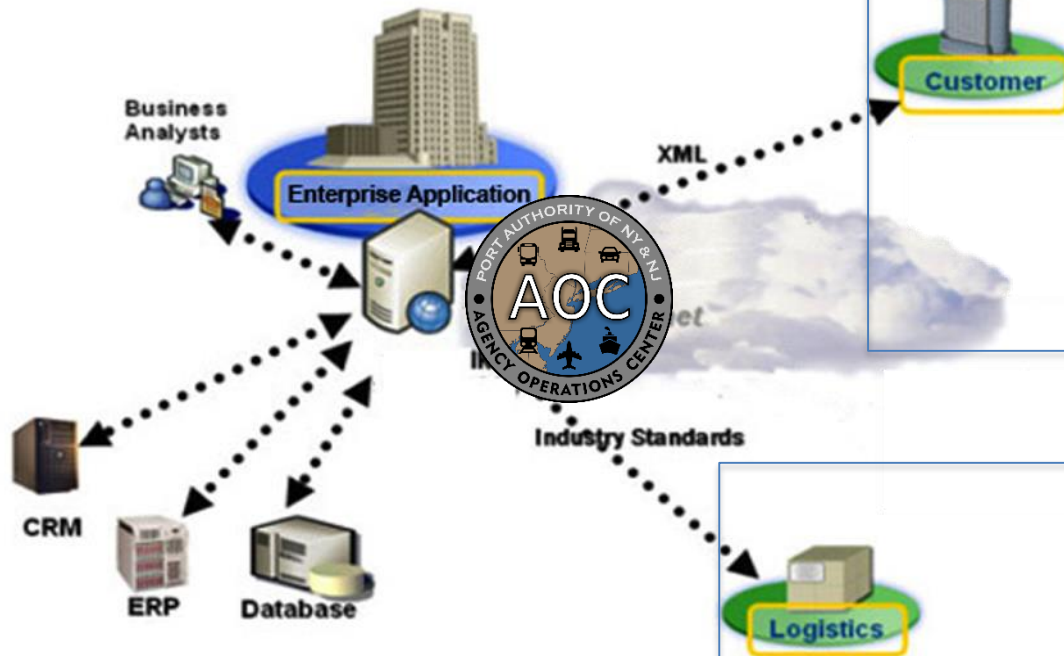 Customer
Business
Analysts
XML
Enterprise Application
PORT AUTHORITY OF NY & NJ
AOC
AGENCY OPERATIONS CENTER
Industry Standards
CRM
ERP
Database
Logistics